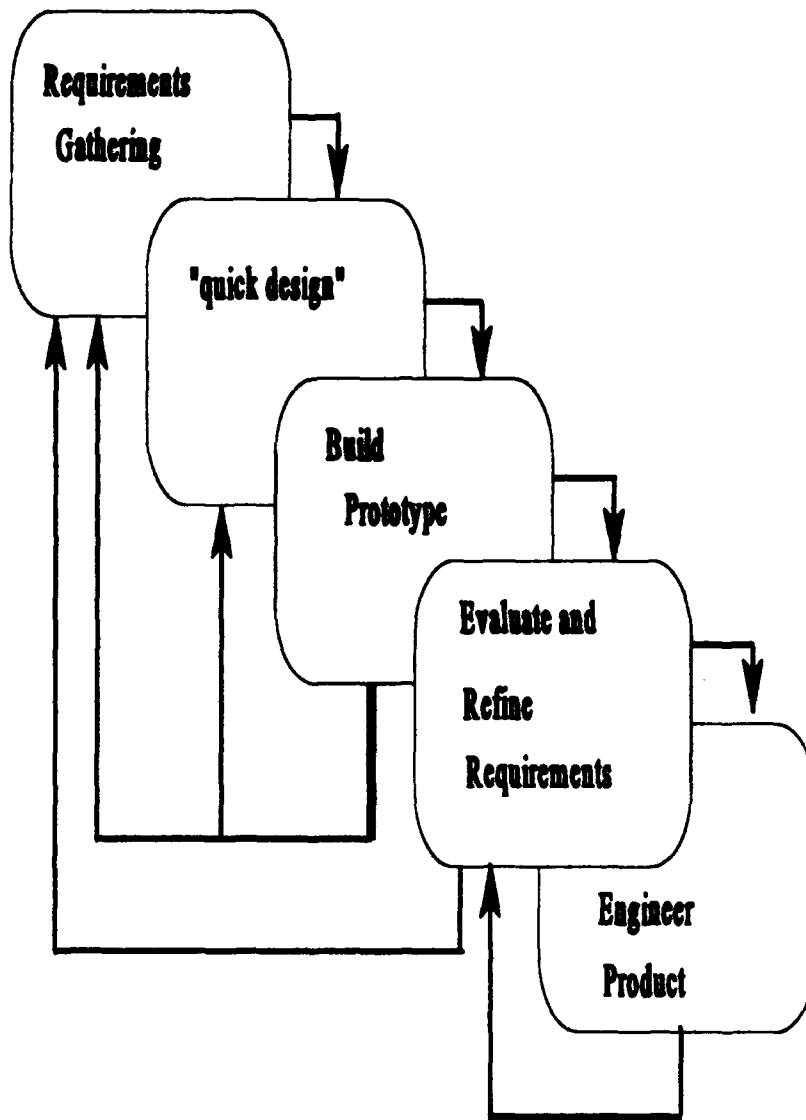 Requirements
Gathering
"quick design"
Build
Prototype
Evaluate and
Refine
Requirements
Engineer
Product